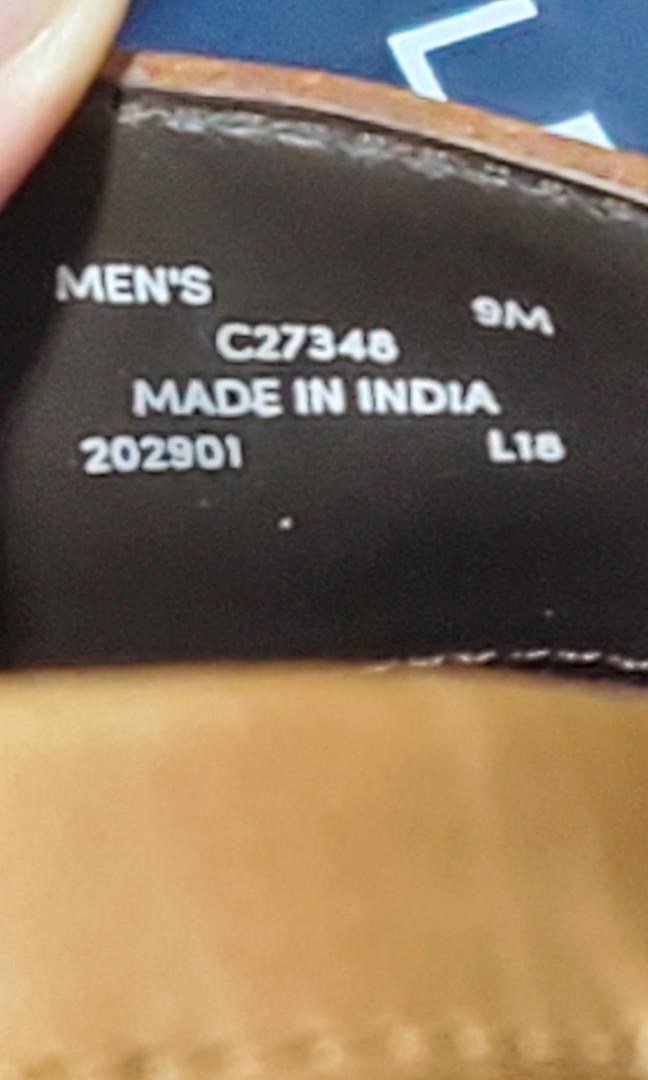 MEN'S 9M
C27348
MADE IN INDIA
202901 L18